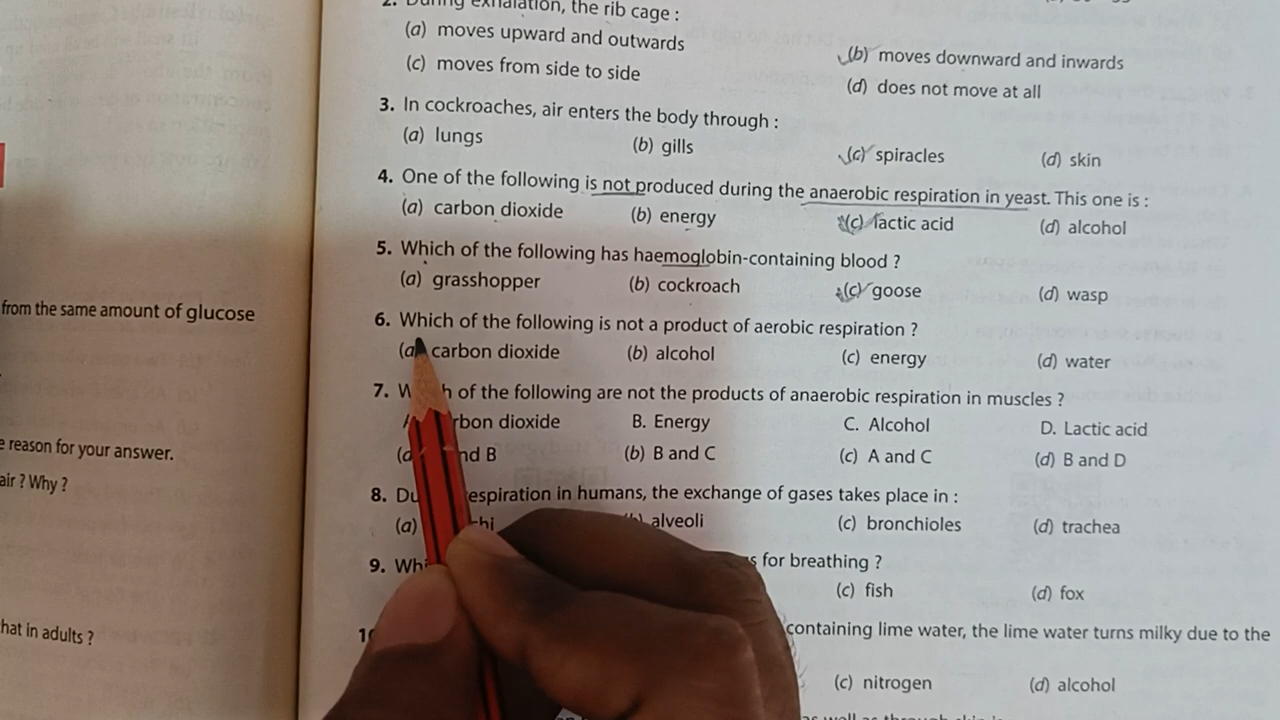 from the same amount of glucose
reason for your answer.
air ? Why ?
hat in adults ?
2. During exhalation, the rib cage :
(a) moves upward and outwards
(b) moves downward and inwards
(c) moves from side to side
(d) does not move at all
3. In cockroaches, air enters the body through :
(a) lungs (b) gills (c) spiracles (d) skin
4. One of the following is not produced during the anaerobic respiration in yeast. This one is :
(a) carbon dioxide (b) energy (c) lactic acid (d) alcohol
5. Which of the following has haemoglobin-containing blood ?
(a) grasshopper (b) cockroach (c) goose (d) wasp
6. Which of the following is not a product of aerobic respiration ?
(a) carbon dioxide (b) alcohol (c) energy (d) water
7. of the following are not the products of anaerobic respiration in muscles ?
rbon dioxide B. Energy C. Alcohol D. Lactic acid
nd B (b) B and C (c) A and C (d) B and D
8. Du espiration in humans, the exchange of gases takes place in :
(a) hi alveoli (c) bronchioles (d) trachea
9. Whi for breathing ?
(c) fish (d) fox
containing lime water, the lime water turns milky due to the
(c) nitrogen (d) alcohol